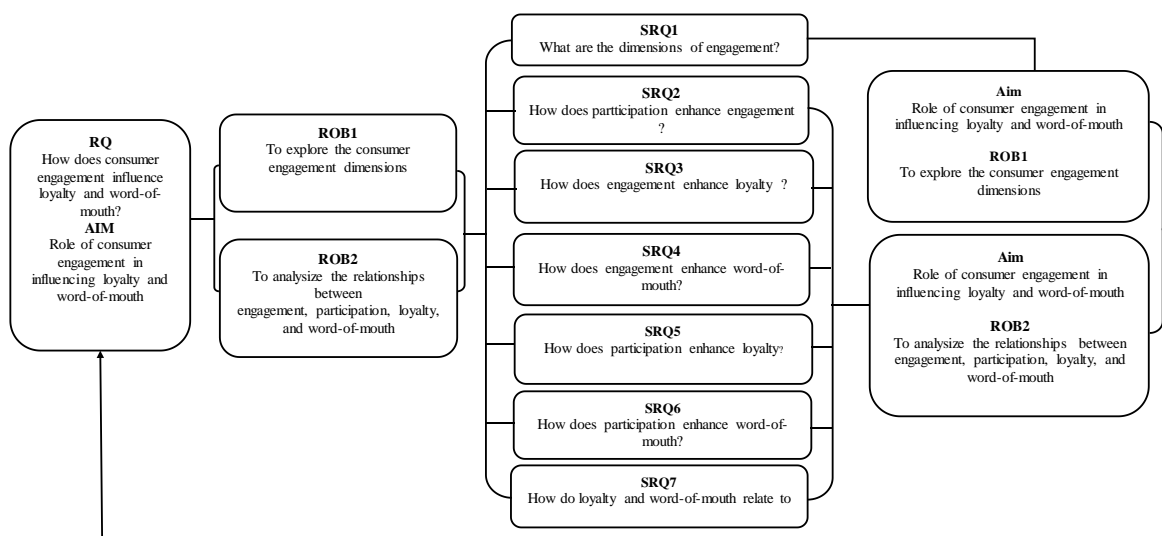 RQ
How does consumer
engagement influence
loyalty and word-of-
mouth?
AIM
Role of consumer
engagement in
influencing loyalty and
word-of-mouth
ROB1
To explore the consumer
engagement dimensions
ROB2
To analysize the relationships
between
engagement, participation, loyalty,
and word-of-mouth
SRQ1
What are the dimensions of engagement?
SRQ2
How does partticipation enhance engagement
?
SRQ3
How does engagement enhance loyalty ?
SRQ4
How does engagement enhance word-of-
mouth?
SRQ5
How does participation enhance loyalty?
SRQ6
How does participation enhance word-of-
mouth?
SRQ7
How do loyalty and word-of-mouth relate to
Aim
Role of consumer engagement in
influencing loyalty and word-of-mouth
ROB1
To explore the consumer engagement
dimensions
Aim
Role of consumer engagement in
influencing loyalty and word-of-mouth
ROB2
To analysize the relationships between
engagement, participation, loyalty, and
word-of-mouth